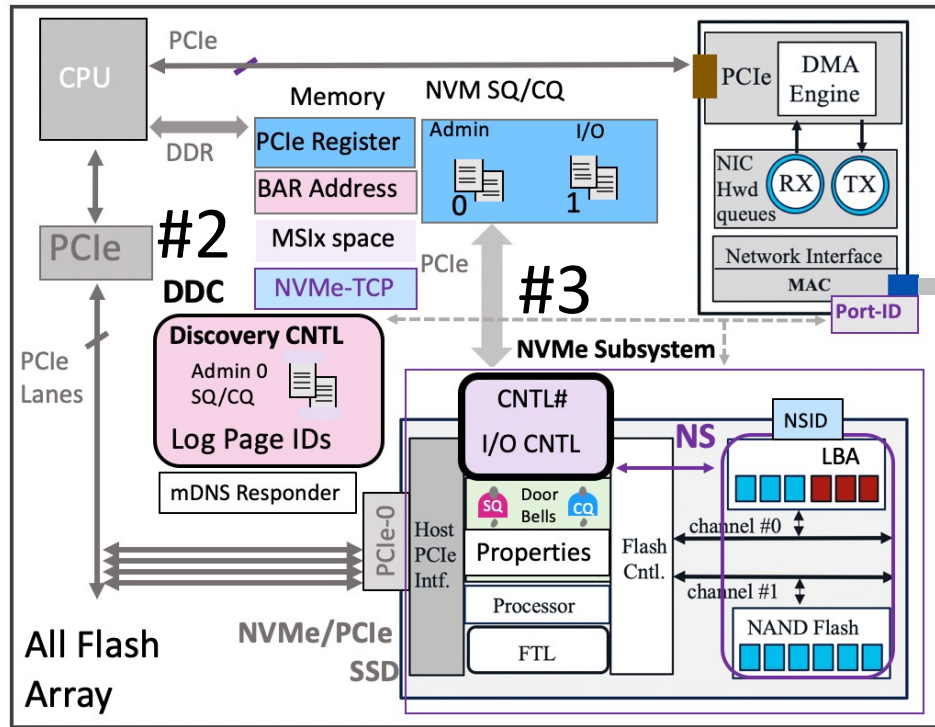 PCIe
CPU
Memory
NVM SQ/CQ
DDR
PCIe Register
BAR Address
MSIx space
NVMe-TCP
Admin
0
I/O
1
PCIe
DMA
Engine
NIC
Hwd
queues
RX
TX
Network Interface
MAC
Port-ID
PCIe
#2
PCIe
#3
DDC
Discovery CNTL
Admin 0
SQ/CQ
Log Page IDs
mDNS Responder
PCIe
Lanes
NVMe Subsystem
CNTL#
I/O CNTL
NS
NSID
LBA
SQ
Door
Bells
CQ
Properties
Processor
FTL
Host
PCIe
Intf.
Flash
Cntl.
channel #0
channel #1
NAND Flash
PCIe-0
NVMe/PCIe
SSD
All Flash
Array